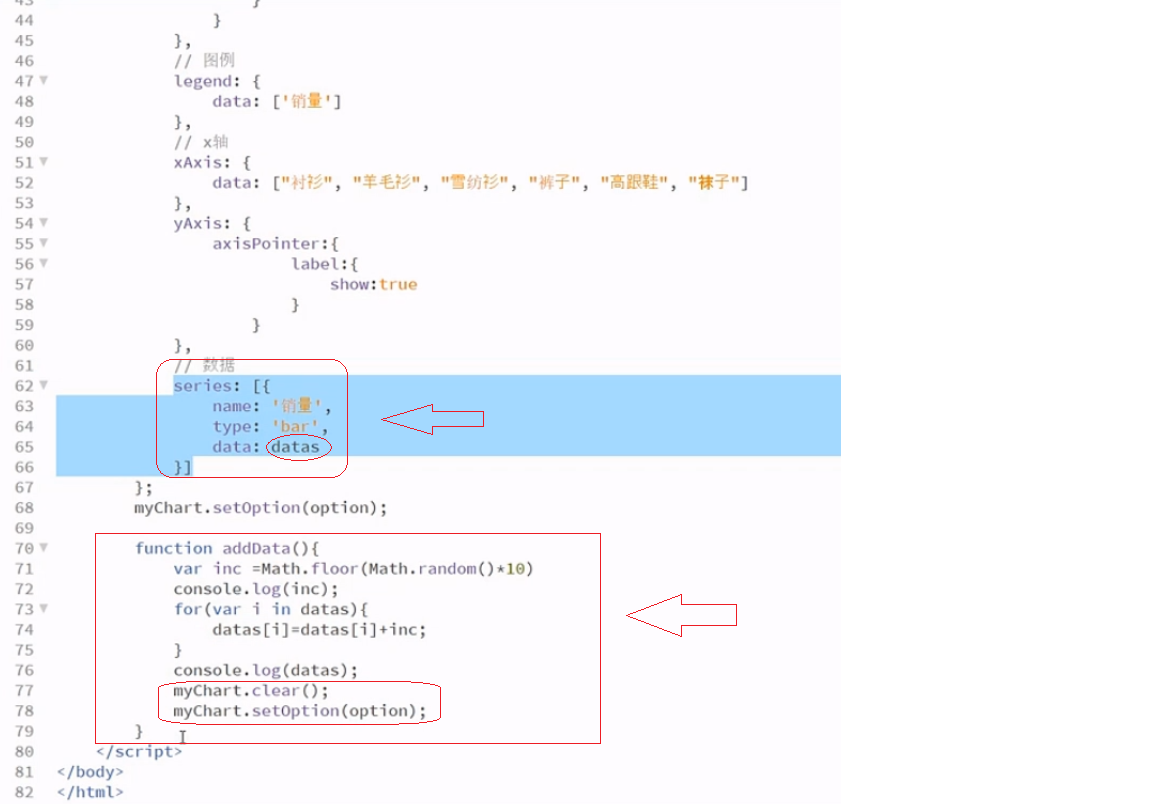 43 }
44 }
45 },
46 // 图例
47 legend: {
48 data: ['销量']
49 },
50 // x轴
51 xAxis: {
52 data: ["衬衫", "羊毛衫", "雪纺衫", "裤子", "高跟鞋", "袜子"]
53 },
54 yAxis: {
55 axisPointer:{
56 label:{
57 show:true
58 }
59 }
60 },
61 // 数据
62 series: [{
63 name: '销量',
64 type: 'bar',
65 data: datas
66 }]
67 };
68 myChart.setOption(option);
69
70 function addData(){
71 var inc =Math.floor(Math.random()*10)
72 console.log(inc);
73 for(var i in datas){
74 datas[i]=datas[i]+inc;
75 }
76 console.log(datas);
77 myChart.clear();
78 myChart.setOption(option);
79 }
80 </script>
81 </body>
82 </html>